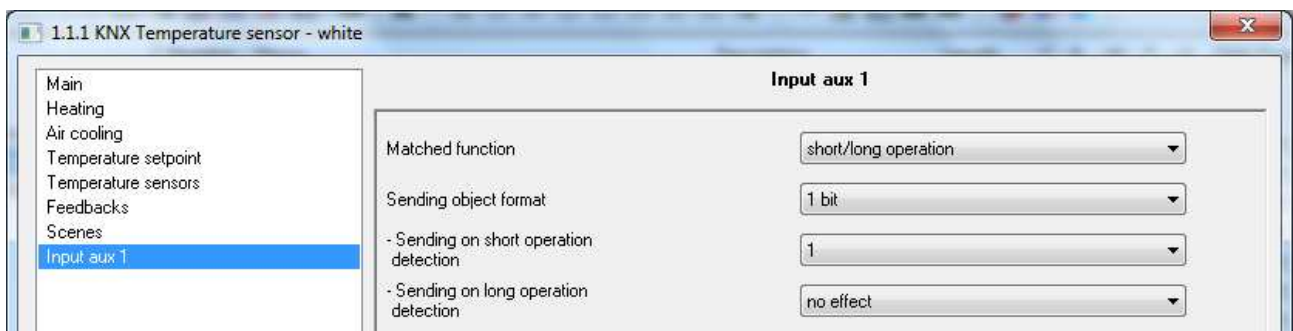 1.1.1 KNX Temperature sensor - white
Main
Heating
Air cooling
Temperature setpoint
Temperature sensors
Feedbacks
Scenes
Input aux 1
Input aux 1
Matched function
short/long operation
Sending object format
1 bit
- Sending on short operation
detection
1
- Sending on long operation
detection
no effect